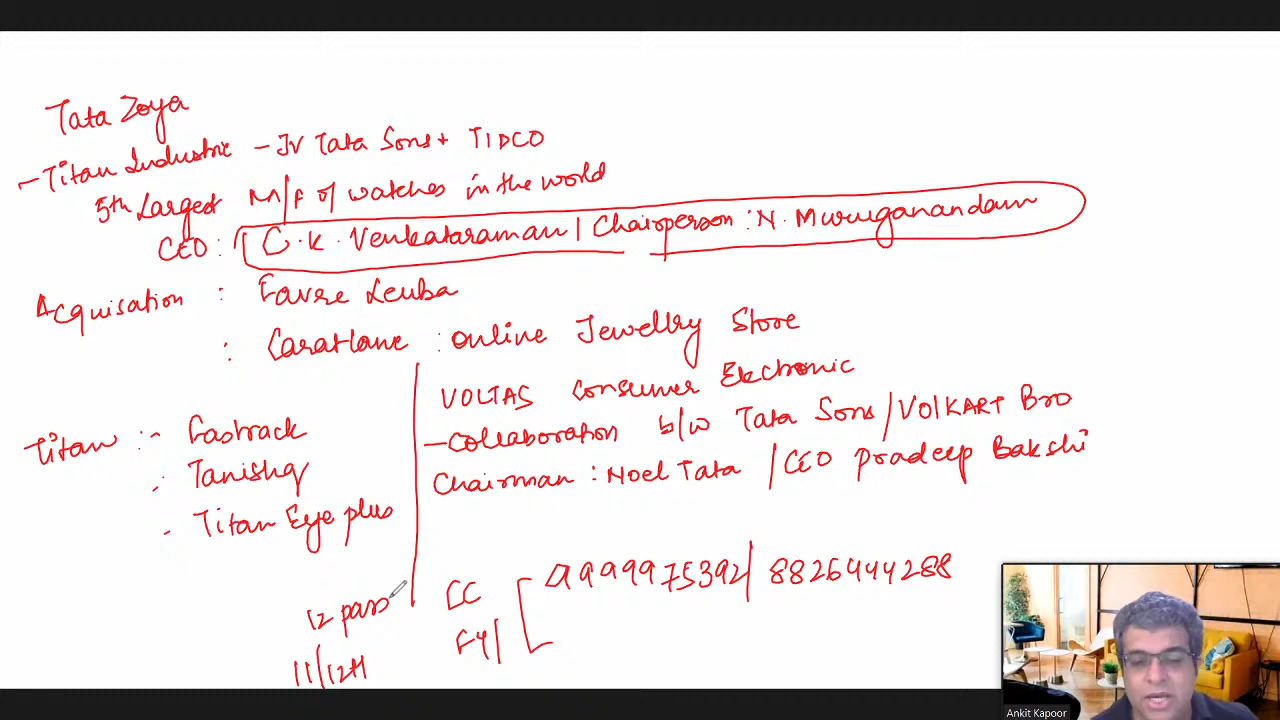 Tata Zoya
- Titan Industrie - JV Tata Sons + TIDCO
5th Largest M/F of watches in the world
CEO: C.K. Venkataraman | Chairperson: N. Muruganandam
Acquisation : Favre Leuba
: Caratlane : online Jewellry Store
Titan :- Fastrack
- Tanishq
- Titan Eye plus
VOLTAS Consumer Electronic
- Collaboration b/w Tata Sons/VOLKART Bro
Chairman : Noel Tata / CEO Pradeep Bakshi
12 pass
11/12th
CC
FY/
9999975392 | 8826444288
Ankit Kapoor